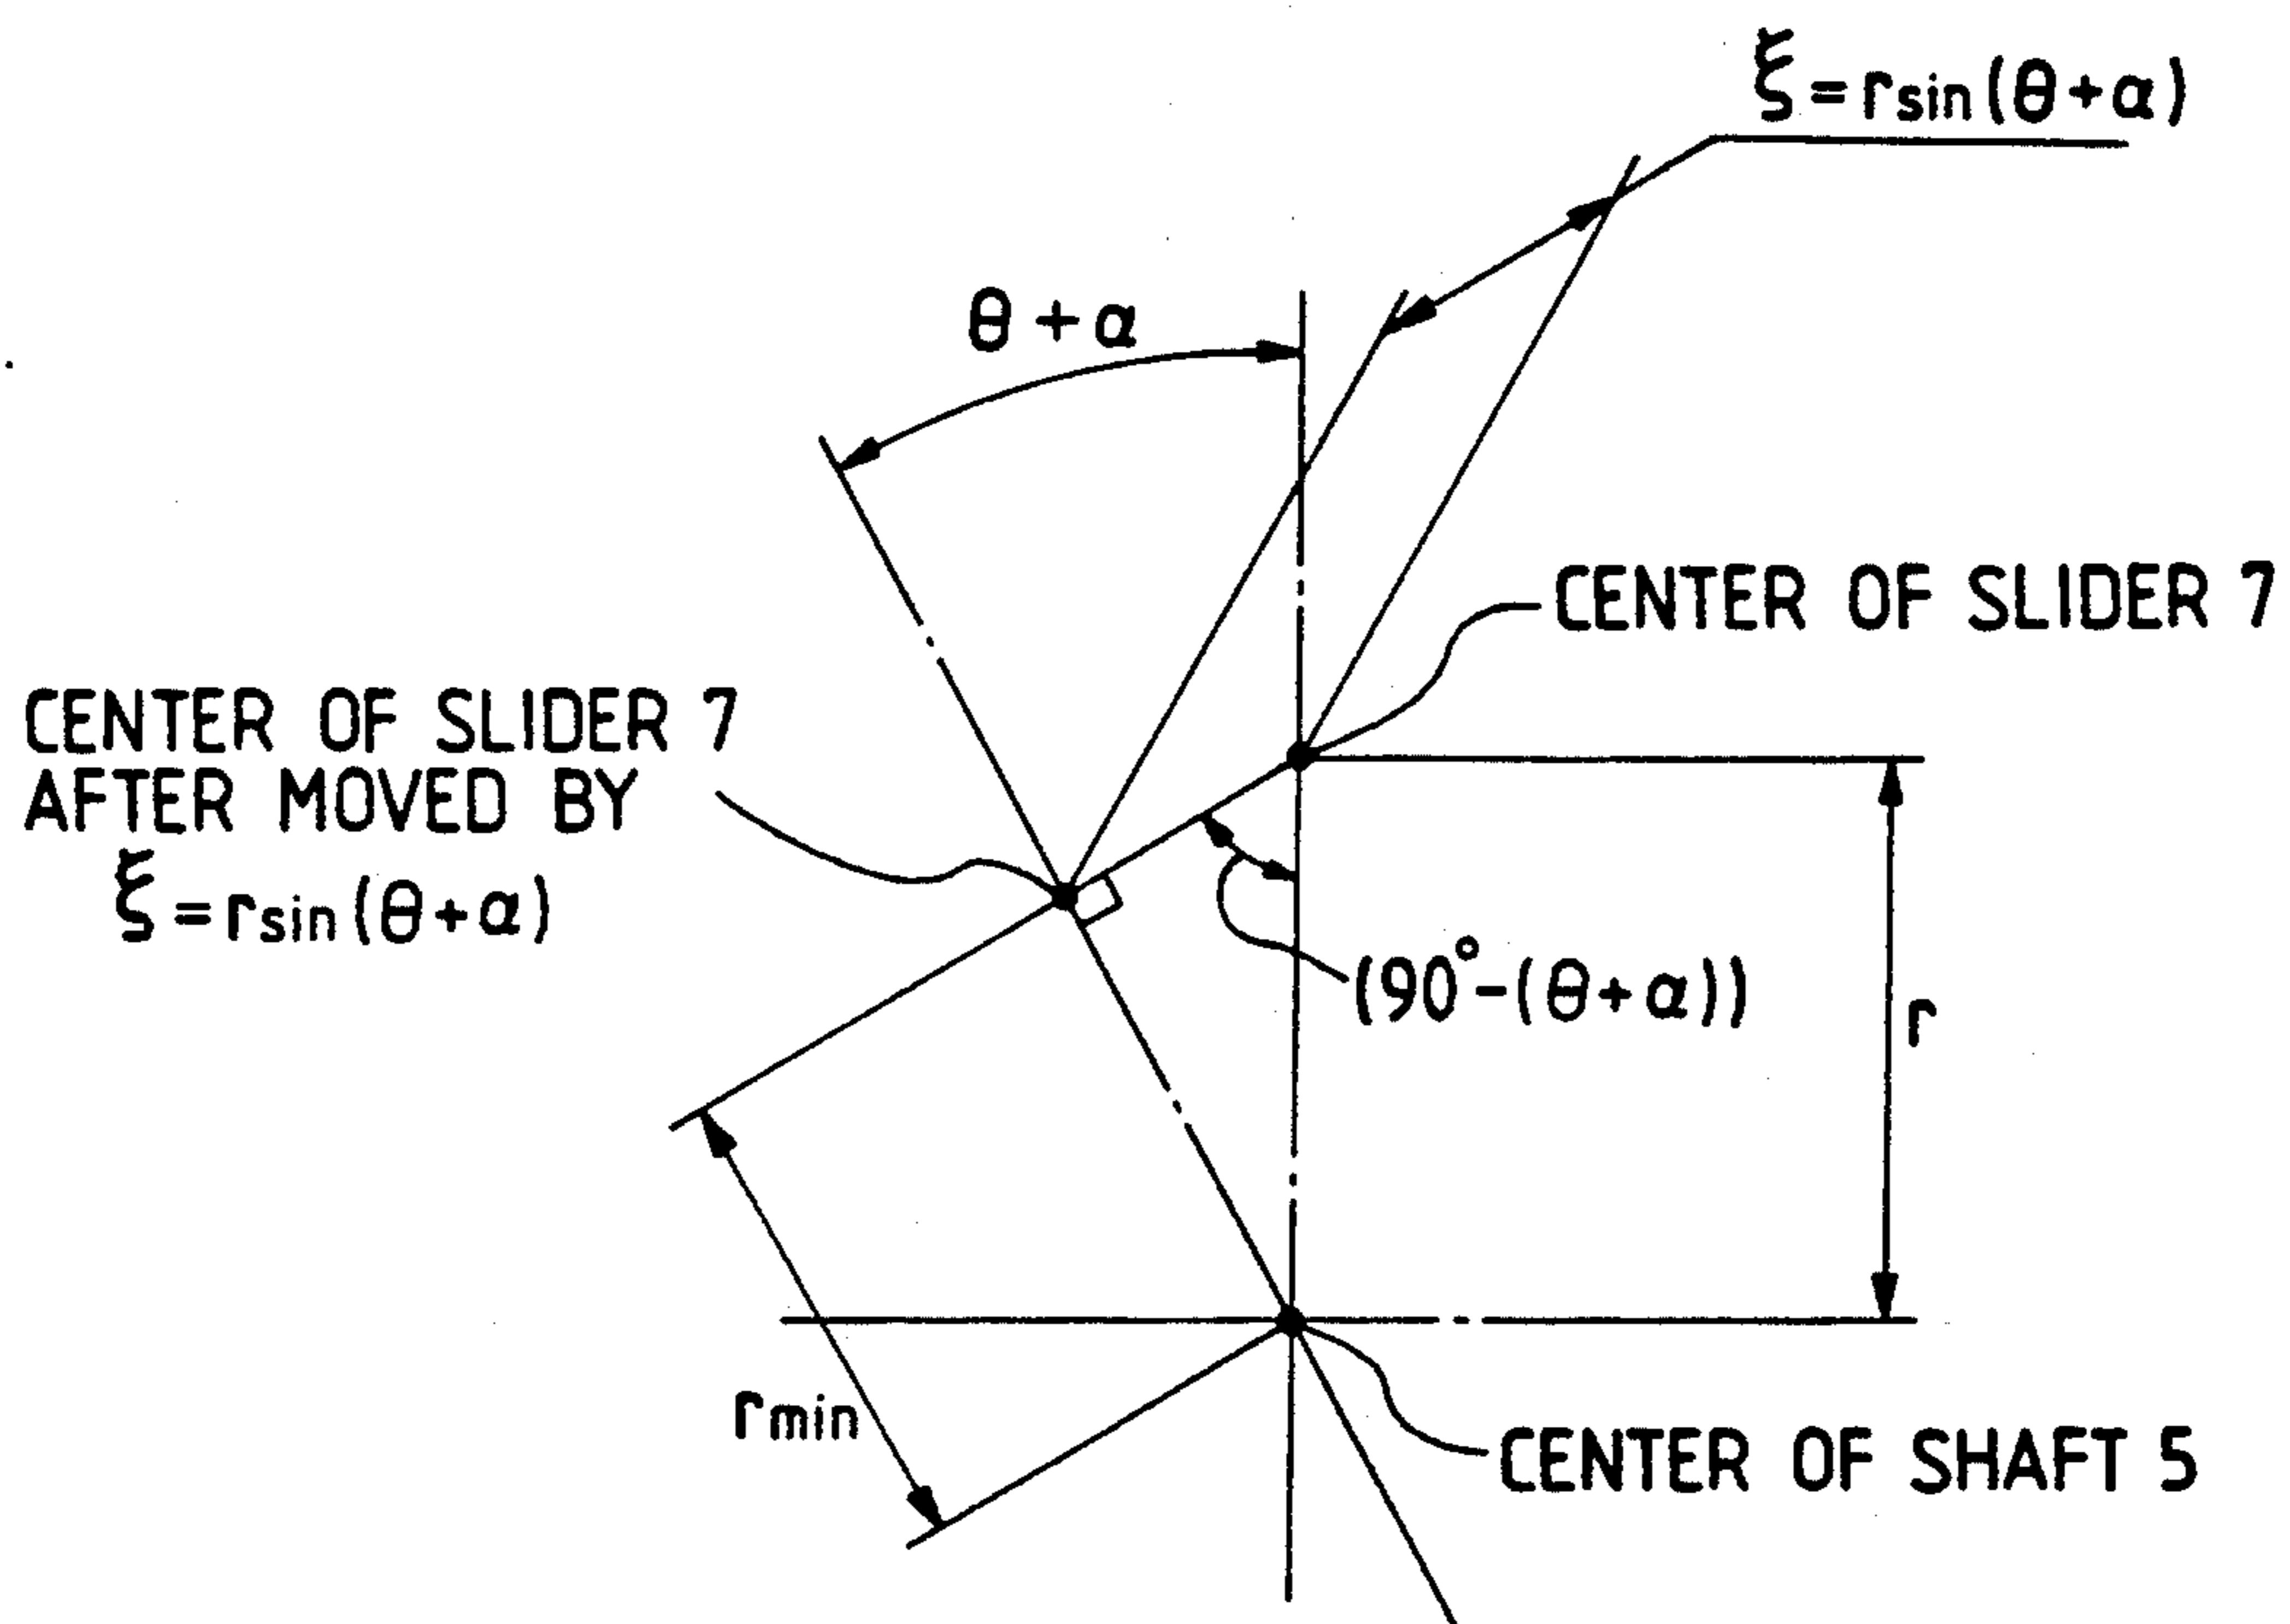 ξ=rsin(θ+α)
θ+α
CENTER OF SLIDER 7
CENTER OF SLIDER 7
AFTER MOVED BY
ξ=rsin(θ+α)
(90°-(θ+α))
r
rmin
CENTER OF SHAFT 5